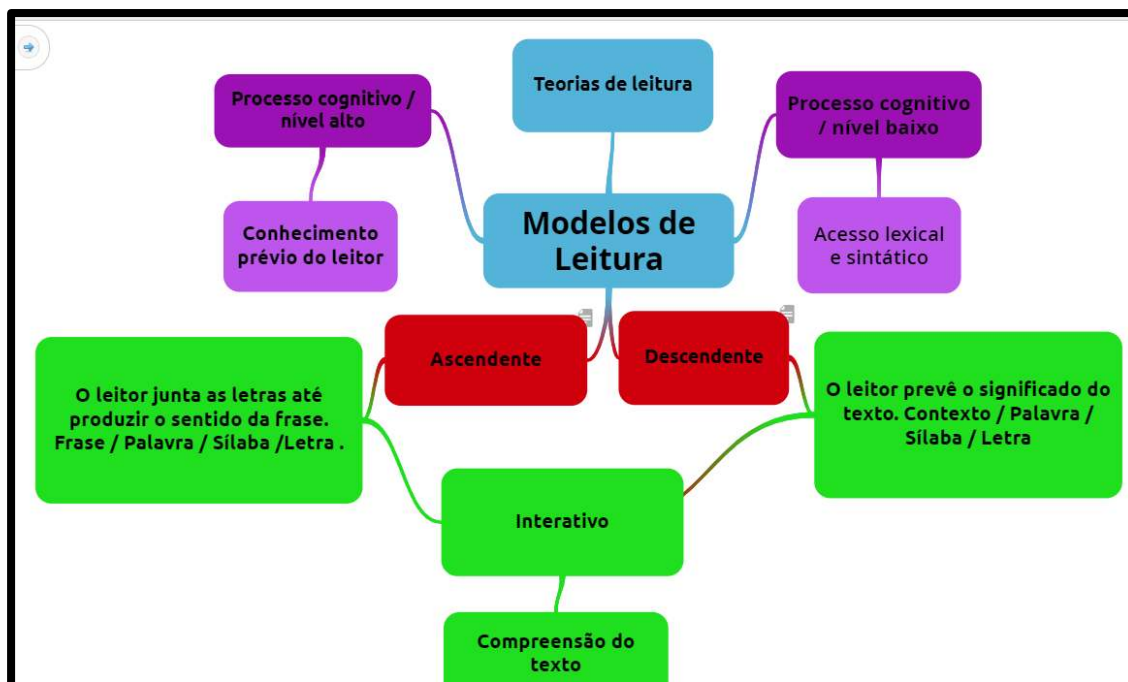 Teorias de leitura
Processo cognitivo /
nível alto
Processo cognitivo
/ nível baixo
Modelos de
Leitura
Conhecimento
prévio do leitor
Acesso lexical
e sintático
Ascendente
Descendente
O leitor junta as letras até
produzir o sentido da frase.
Frase / Palavra / Sílaba /Letra .
O leitor prevê o significado do
texto. Contexto / Palavra /
Sílaba / Letra
Interativo
Compreensão do
texto